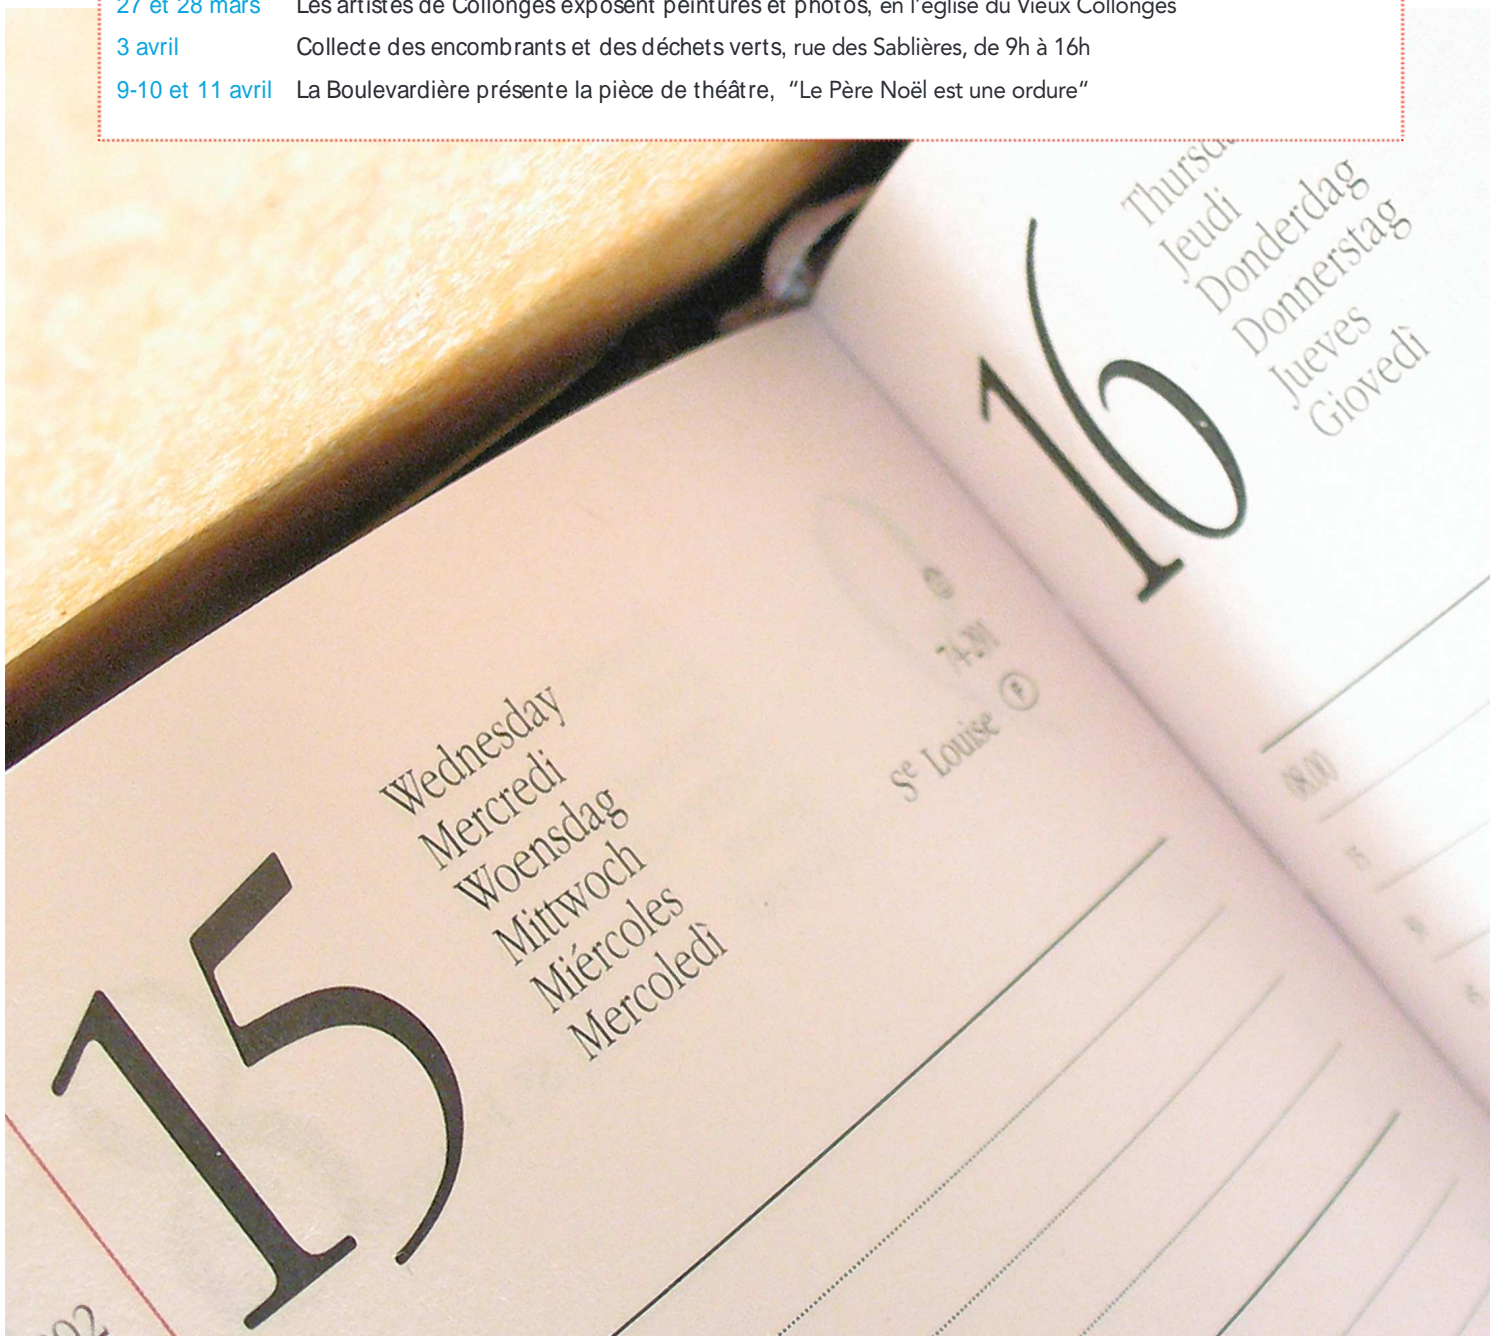 27 et 28 mars Les artistes de Collonges exposent peintures et photos, en l'église du Vieux Collonges
3 avril Collecte des encombrants et des déchets verts, rue des Sablières, de 9h à 16h
9-10 et 11 avril La Boulevardière présente la pièce de théâtre, “Le Père Noël est une ordure“
Jeudi
Donderdag
Donnerstag
Jueves
Giovedì
16
74-291
Se Louise F
08.00
Wednesday
Mercredi
Woensdag
Mittwoch
Miércoles
Mercoledì
15